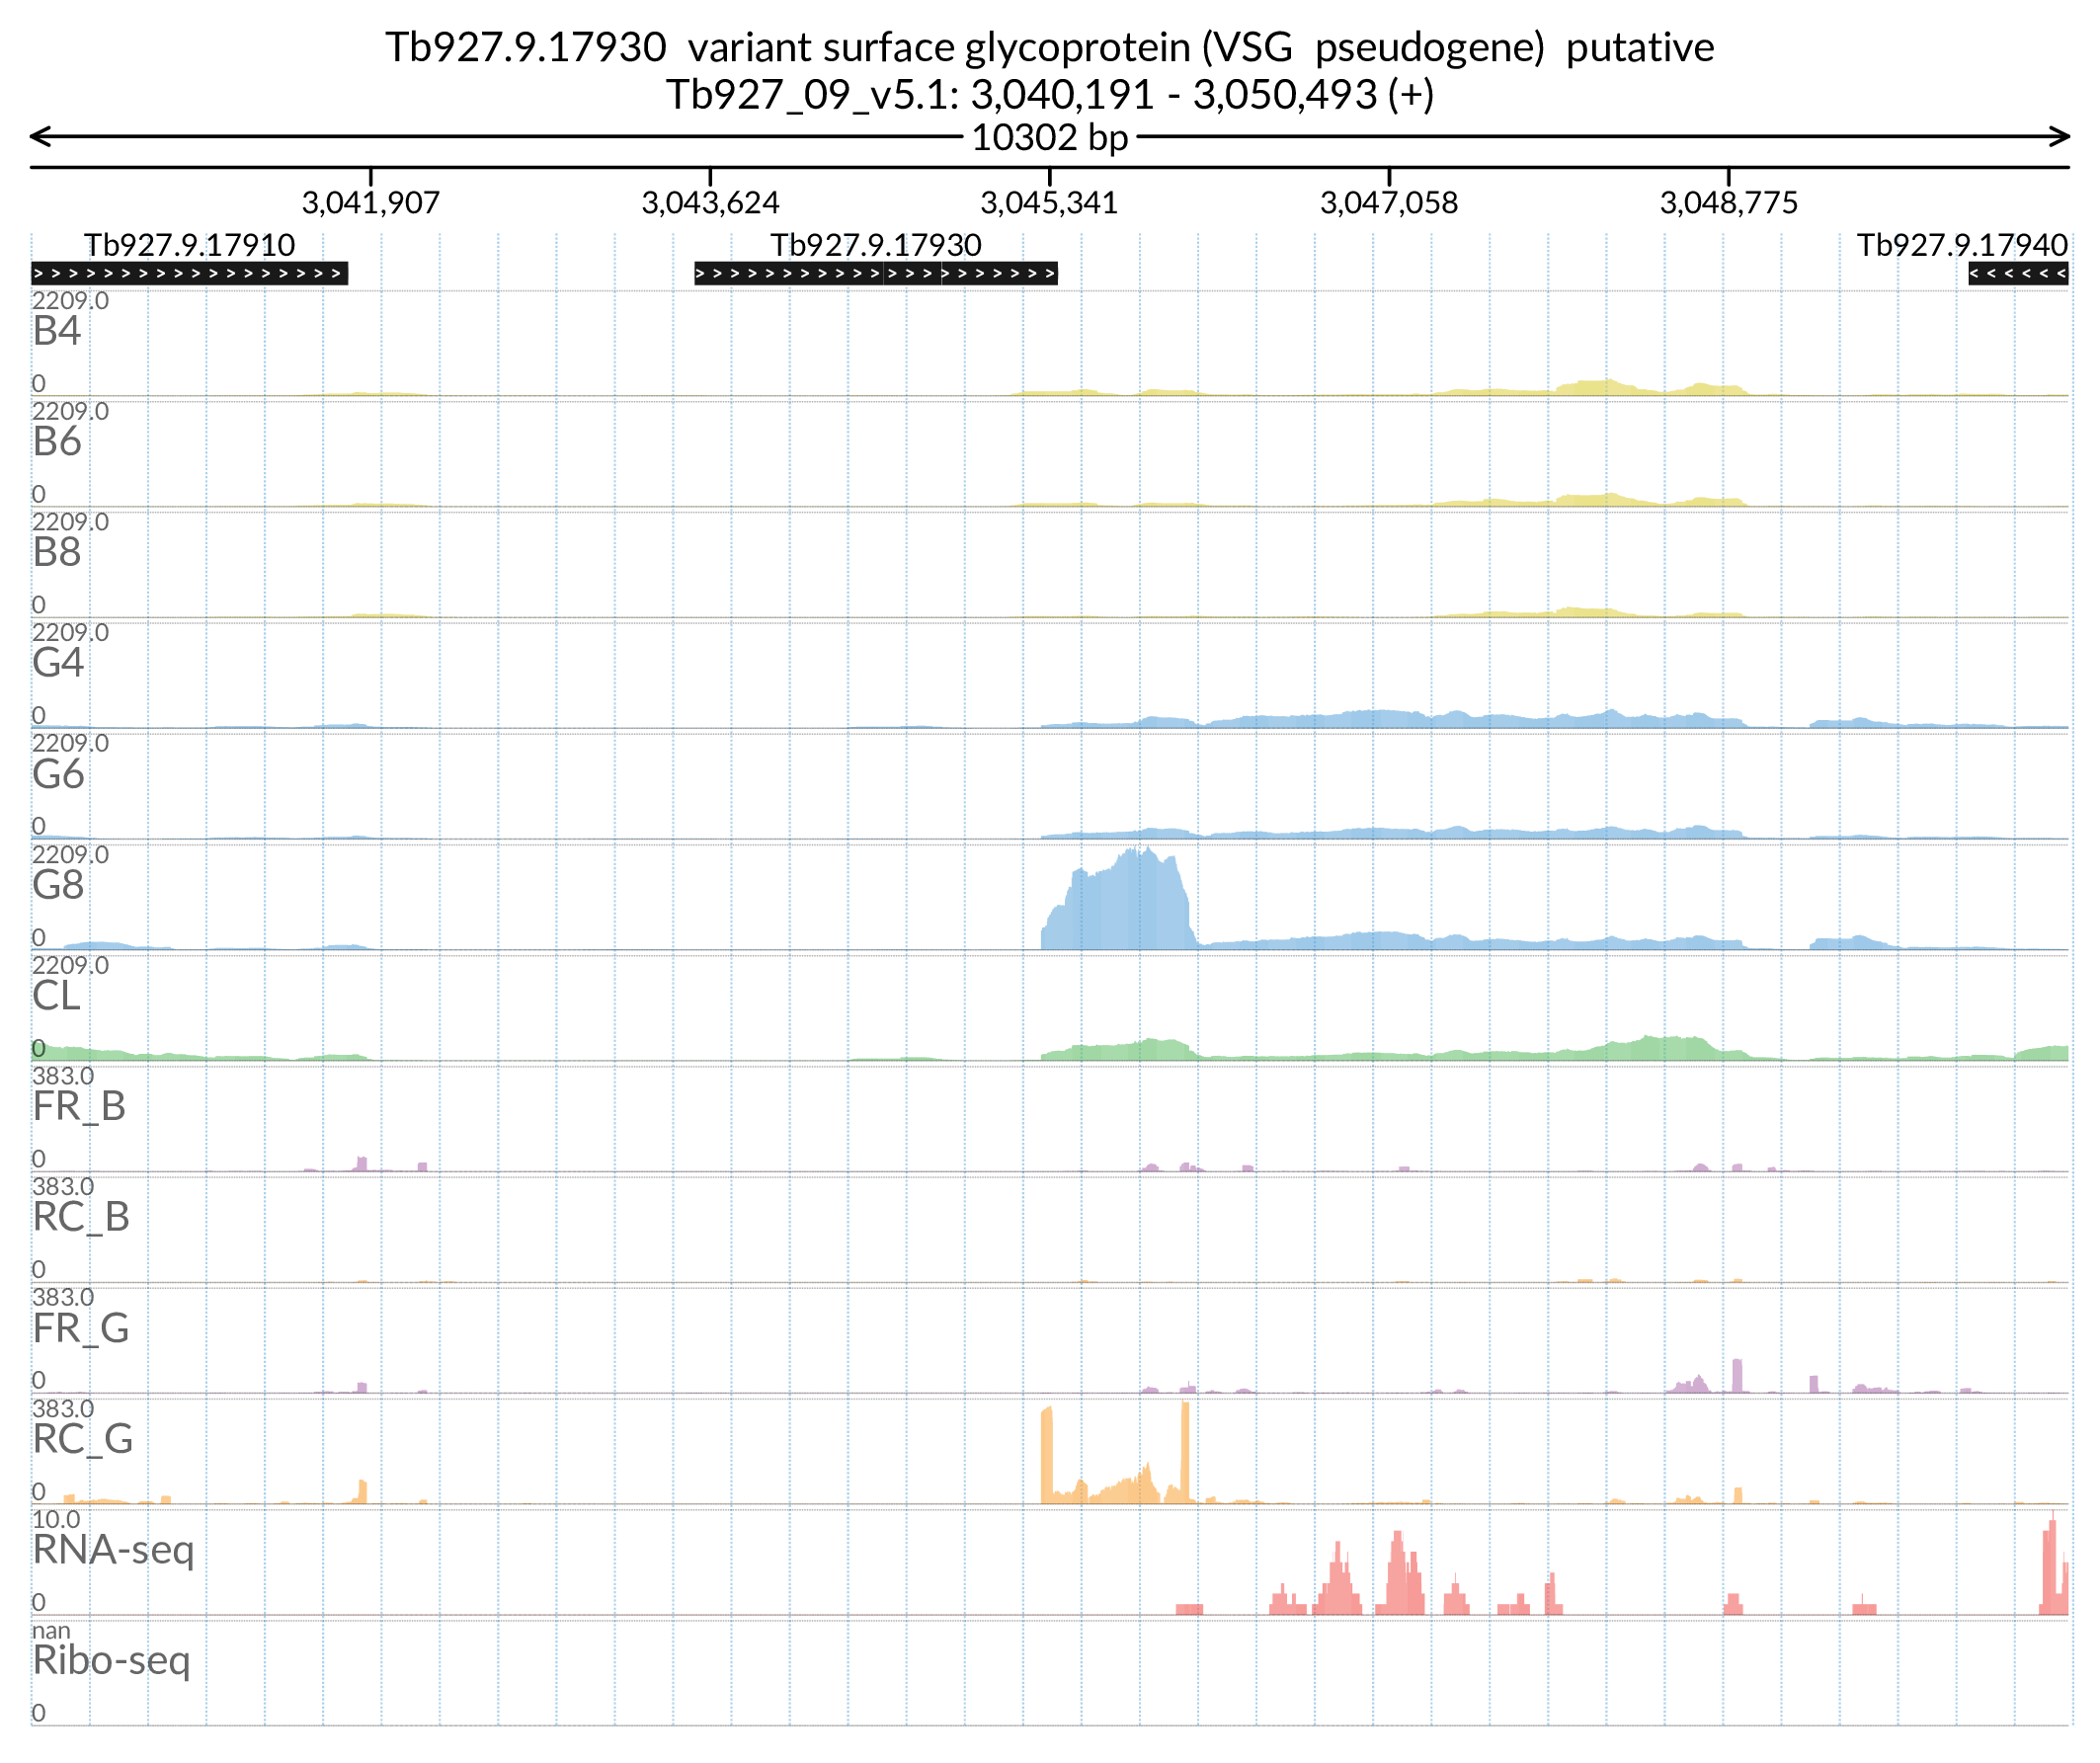 Tb927.9.17930  variant surface glycoprotein (VSG  pseudogene)  putative
Tb927_09_v5.1: 3,040,191 - 3,050,493 (+)
10302 bp
3,041,907 3,043,624 3,045,341 3,047,058 3,048,775
Tb927.9.17910 Tb927.9.17930 Tb927.9.17940
2209.0
B4
0
2209.0
B6
0
2209.0
B8
0
2209.0
G4
0
2209.0
G6
0
2209.0
G8
0
2209.0
CL
0
383.0
FR_B
0
383.0
RC_B
0
383.0
FR_G
0
383.0
RC_G
0
10.0
RNA-seq
0
nan
Ribo-seq
0